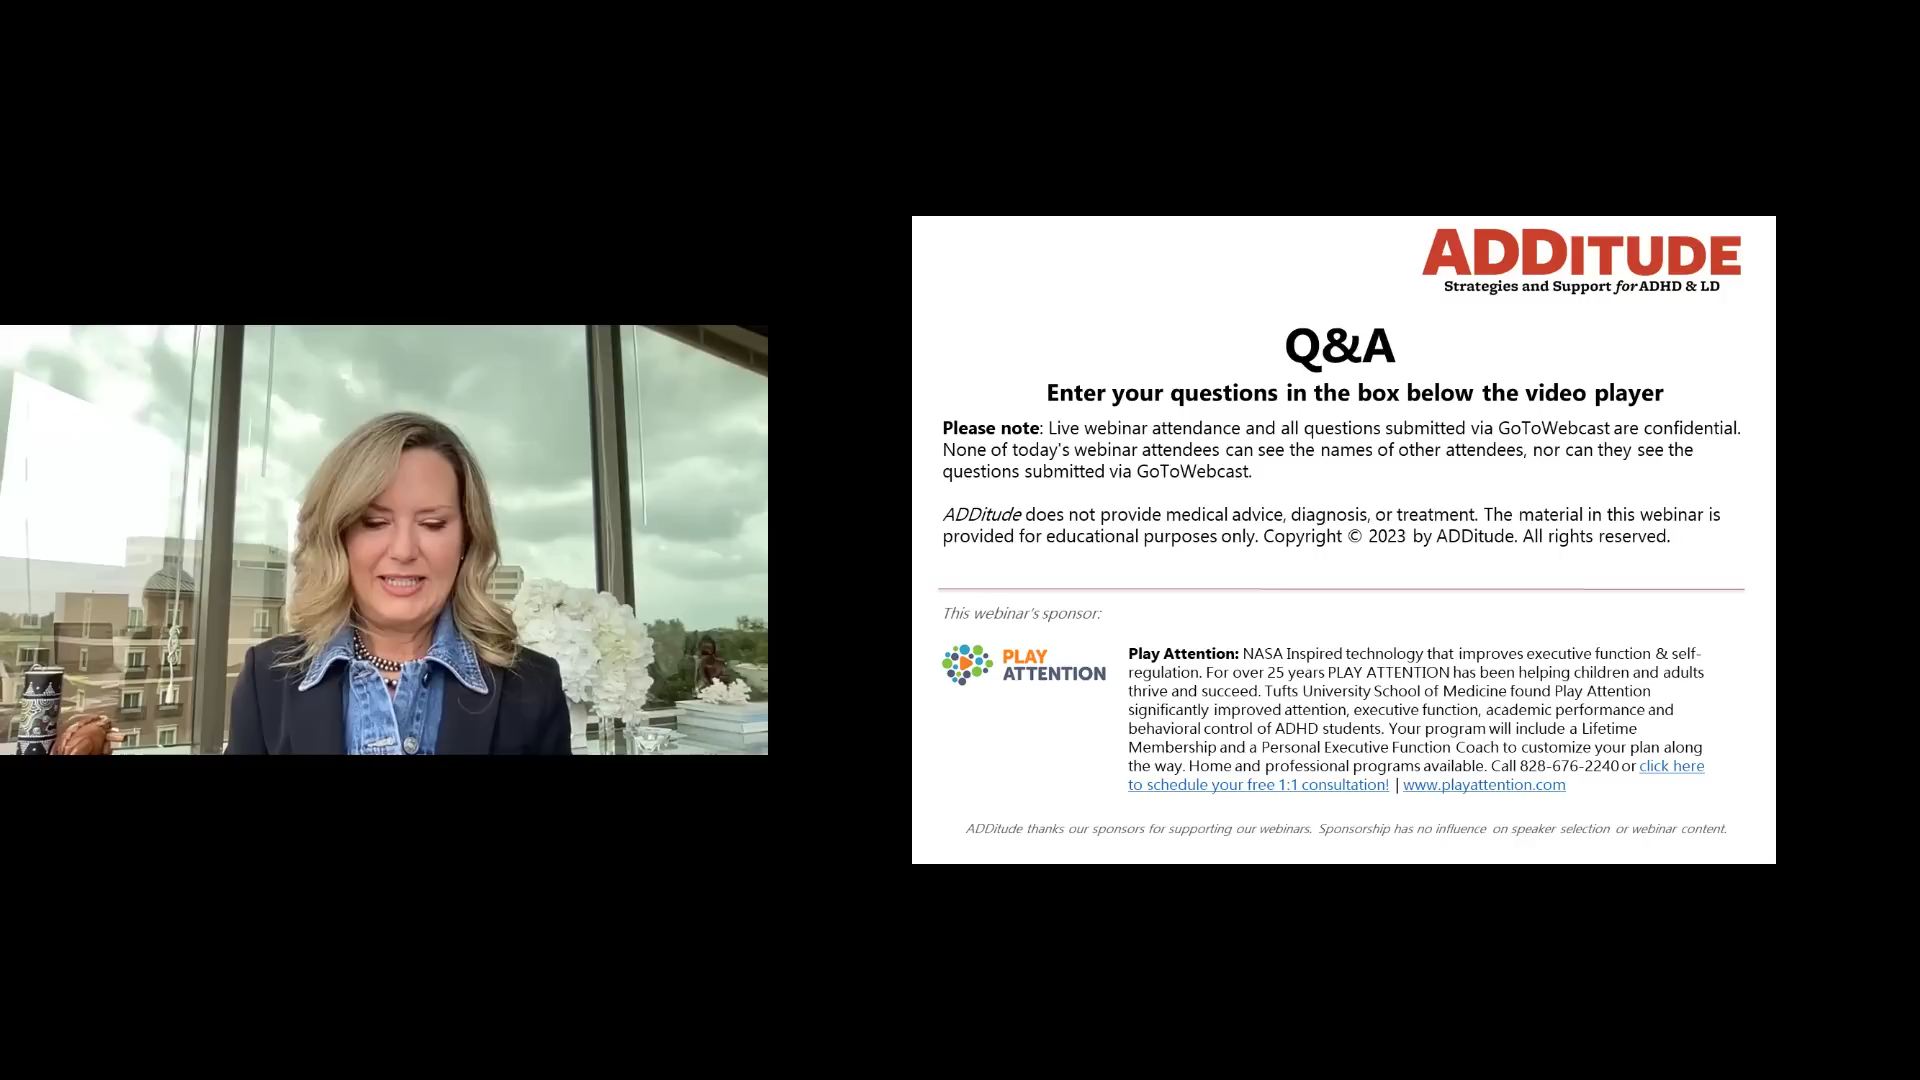 ADDITUDE
Strategies and Support for ADHD & LD
Q&A
Enter your questions in the box below the video player
Please note: Live webinar attendance and all questions submitted via GoToWebcast are confidential.
None of today's webinar attendees can see the names of other attendees, nor can they see the
questions submitted via GoToWebcast.
ADDitude does not provide medical advice, diagnosis, or treatment. The material in this webinar is
provided for educational purposes only. Copyright © 2023 by ADDitude. All rights reserved.
This webinar's sponsor:
PLAY
ATTENTION
Play Attention: NASA Inspired technology that improves executive function & self-
regulation. For over 25 years PLAY ATTENTION has been helping children and adults
thrive and succeed. Tufts University School of Medicine found Play Attention
significantly improved attention, executive function, academic performance and
behavioral control of ADHD students. Your program will include a Lifetime
Membership and a Personal Executive Function Coach to customize your plan along
the way. Home and professional programs available. Call 828-676-2240 or click here
to schedule your free 1:1 consultation! | www.playattention.com
ADDitude thanks our sponsors for supporting our webinars. Sponsorship has no influence on speaker selection or webinar content.